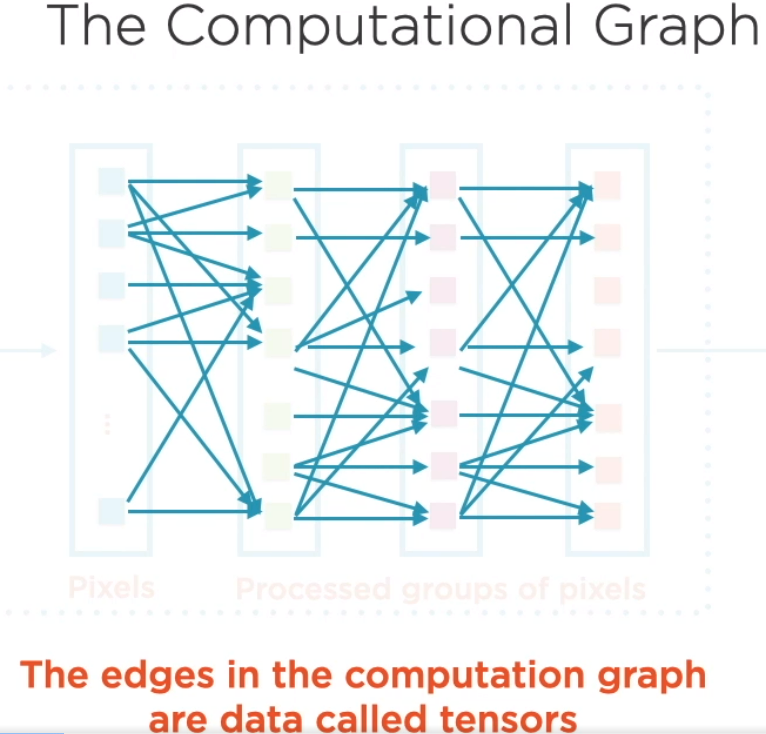 The Computational Graph
Pixels
Processed groups of pixels
The edges in the computation graph
are data called tensors